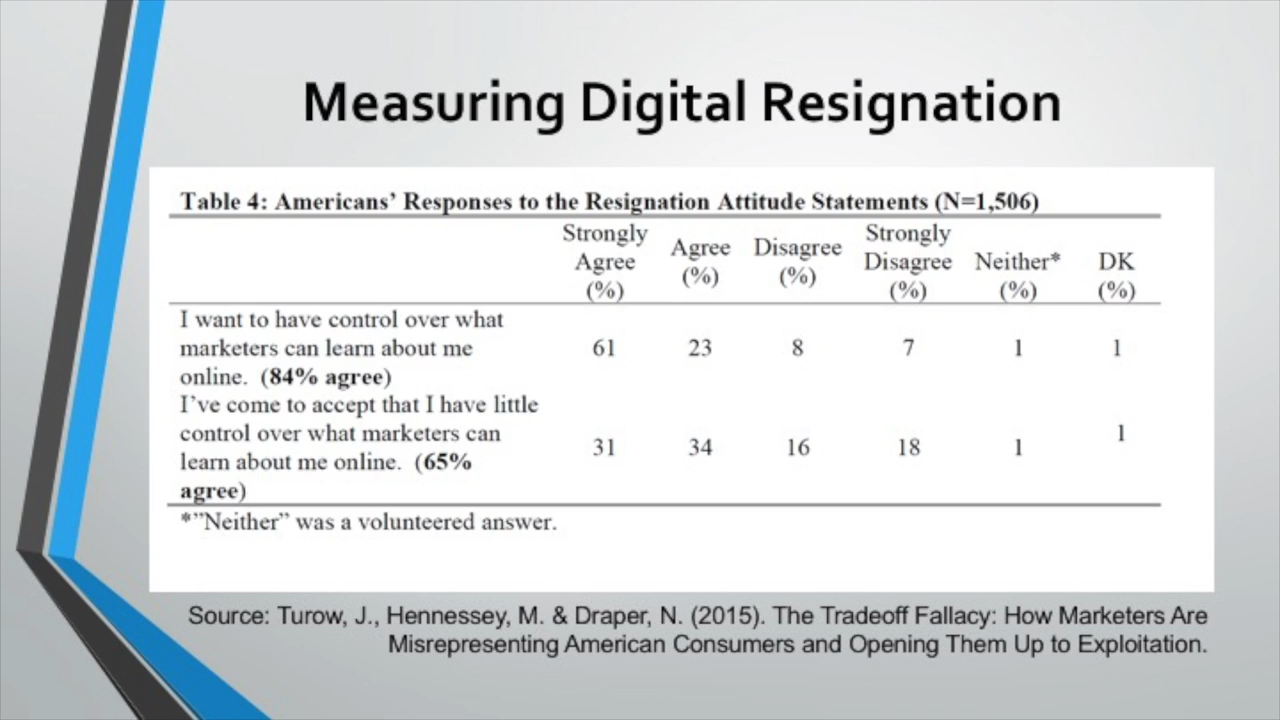 Measuring Digital Resignation
Table 4: Americans’ Responses to the Resignation Attitude Statements (N=1,506)
Strongly Agree (%) Agree (%) Disagree (%) Strongly Disagree (%) Neither* (%) DK (%)
I want to have control over what
marketers can learn about me 61 23 8 7 1 1
online. (84% agree)
I’ve come to accept that I have little
control over what marketers can 31 34 16 18 1 1
learn about me online. (65%
agree)
*”Neither” was a volunteered answer.
Source: Turow, J., Hennessey, M. & Draper, N. (2015). The Tradeoff Fallacy: How Marketers Are
Misrepresenting American Consumers and Opening Them Up to Exploitation.